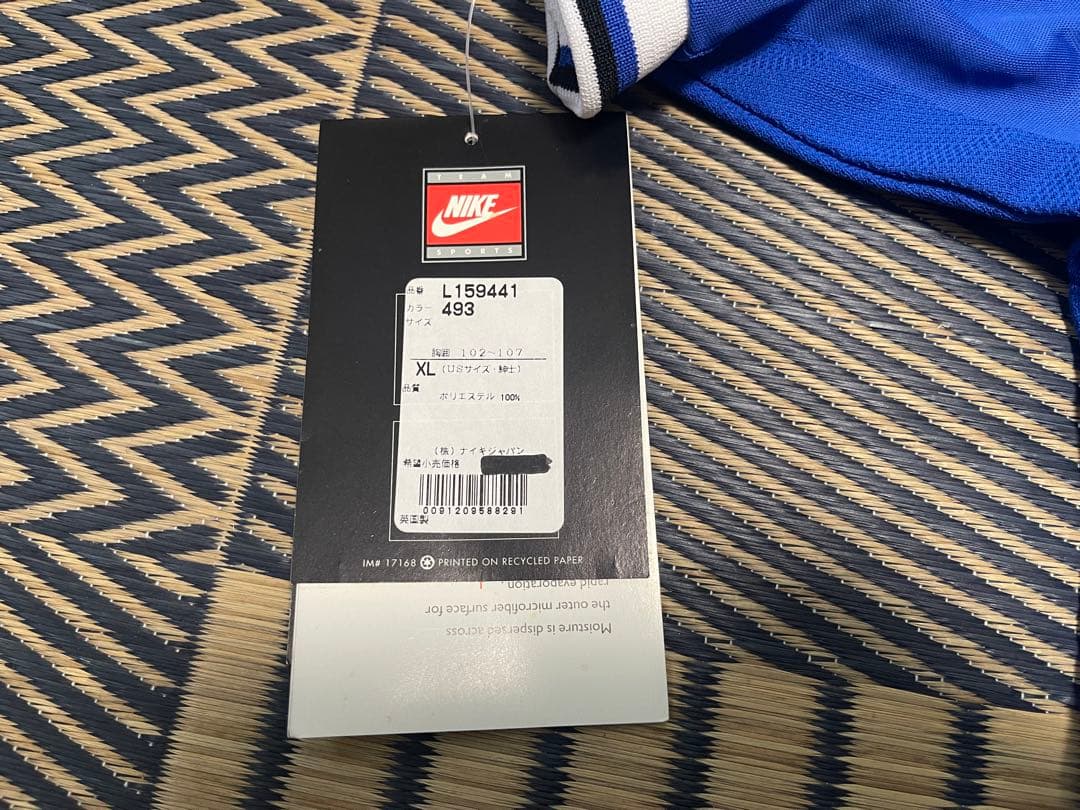 TEAM
NIKE
SPORTS
品番 L159441
カラー 493
サイズ
胸囲 102~107
XL (USサイズ・紳士)
品質
ポリエステル 100%
(株)ナイキジャパン
希望小売価格
0091209588291
英国製
IM# 17168 PRINTED ON RECYCLED PAPER
Moisture is dispersed across
the outer microfiber surface for
rapid evaporation.